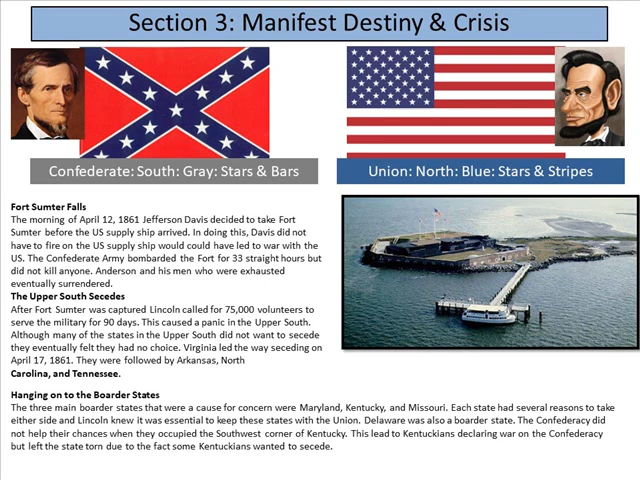 Section 3: Manifest Destiny & Crisis
Confederate: South: Gray: Stars & Bars
Union: North: Blue: Stars & Stripes
Fort Sumter Falls
The morning of April 12, 1861 Jefferson Davis decided to take Fort
Sumter before the US supply ship arrived. In doing this, Davis did not
have to fire on the US supply ship would could have led to war with the
US. The Confederate Army bombarded the Fort for 33 straight hours but
did not kill anyone. Anderson and his men who were exhausted
eventually surrendered.
The Upper South Secedes
After Fort Sumter was captured Lincoln called for 75,000 volunteers to
serve the military for 90 days. This caused a panic in the Upper South.
Although many of the states in the Upper South did not want to secede
they eventually felt they had no choice. Virginia led the way seceding on
April 17, 1861. They were followed by Arkansas, North
Carolina, and Tennessee.
Hanging on to the Boarder States
The three main boarder states that were a cause for concern were Maryland, Kentucky, and Missouri. Each state had several reasons to take
either side and Lincoln knew it was essential to keep these states with the Union. Delaware was also a boarder state. The Confederacy did
not help their chances when they occupied the Southwest corner of Kentucky. This lead to Kentuckians declaring war on the Confederacy
but left the state torn due to the fact some Kentuckians wanted to secede.